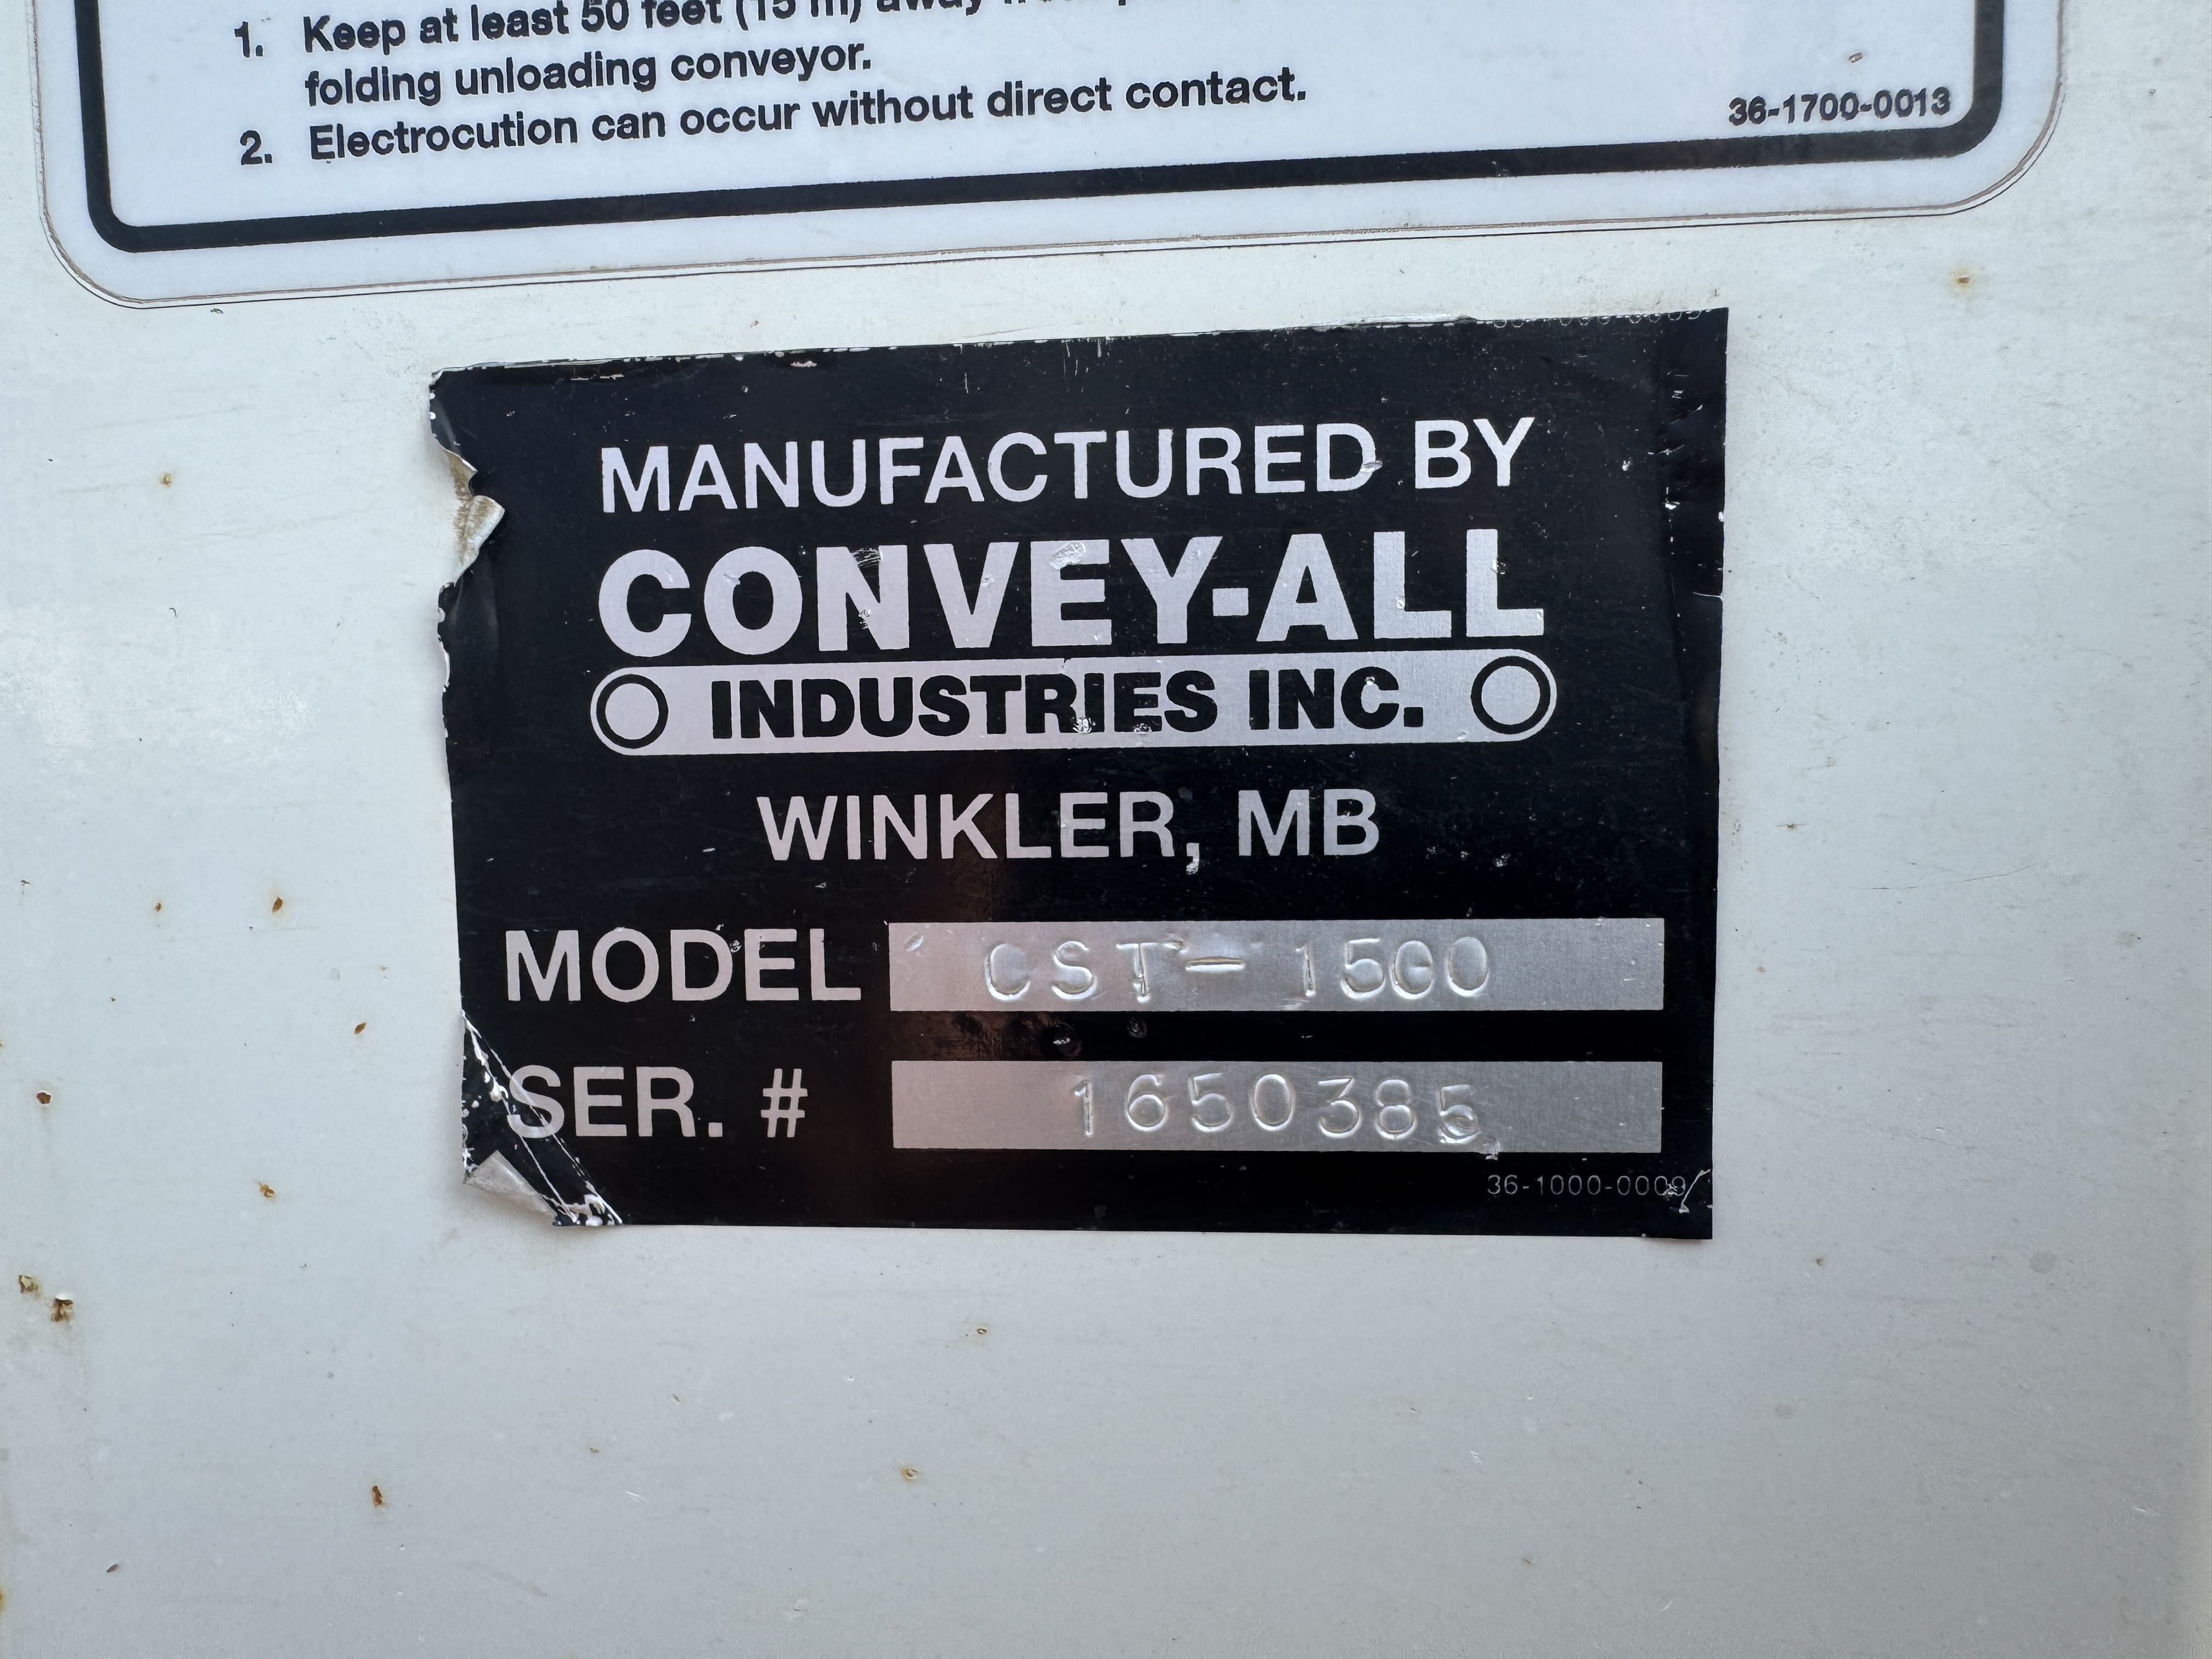 1. Keep at least 50 feet (15 m) away
folding unloading conveyor.
2. Electrocution can occur without direct contact.
36-1700-0013
MANUFACTURED BY
CONVEY-ALL
INDUSTRIES INC.
WINKLER, MB
MODEL CST-1500
SER. # 1650385
36-1000-0009